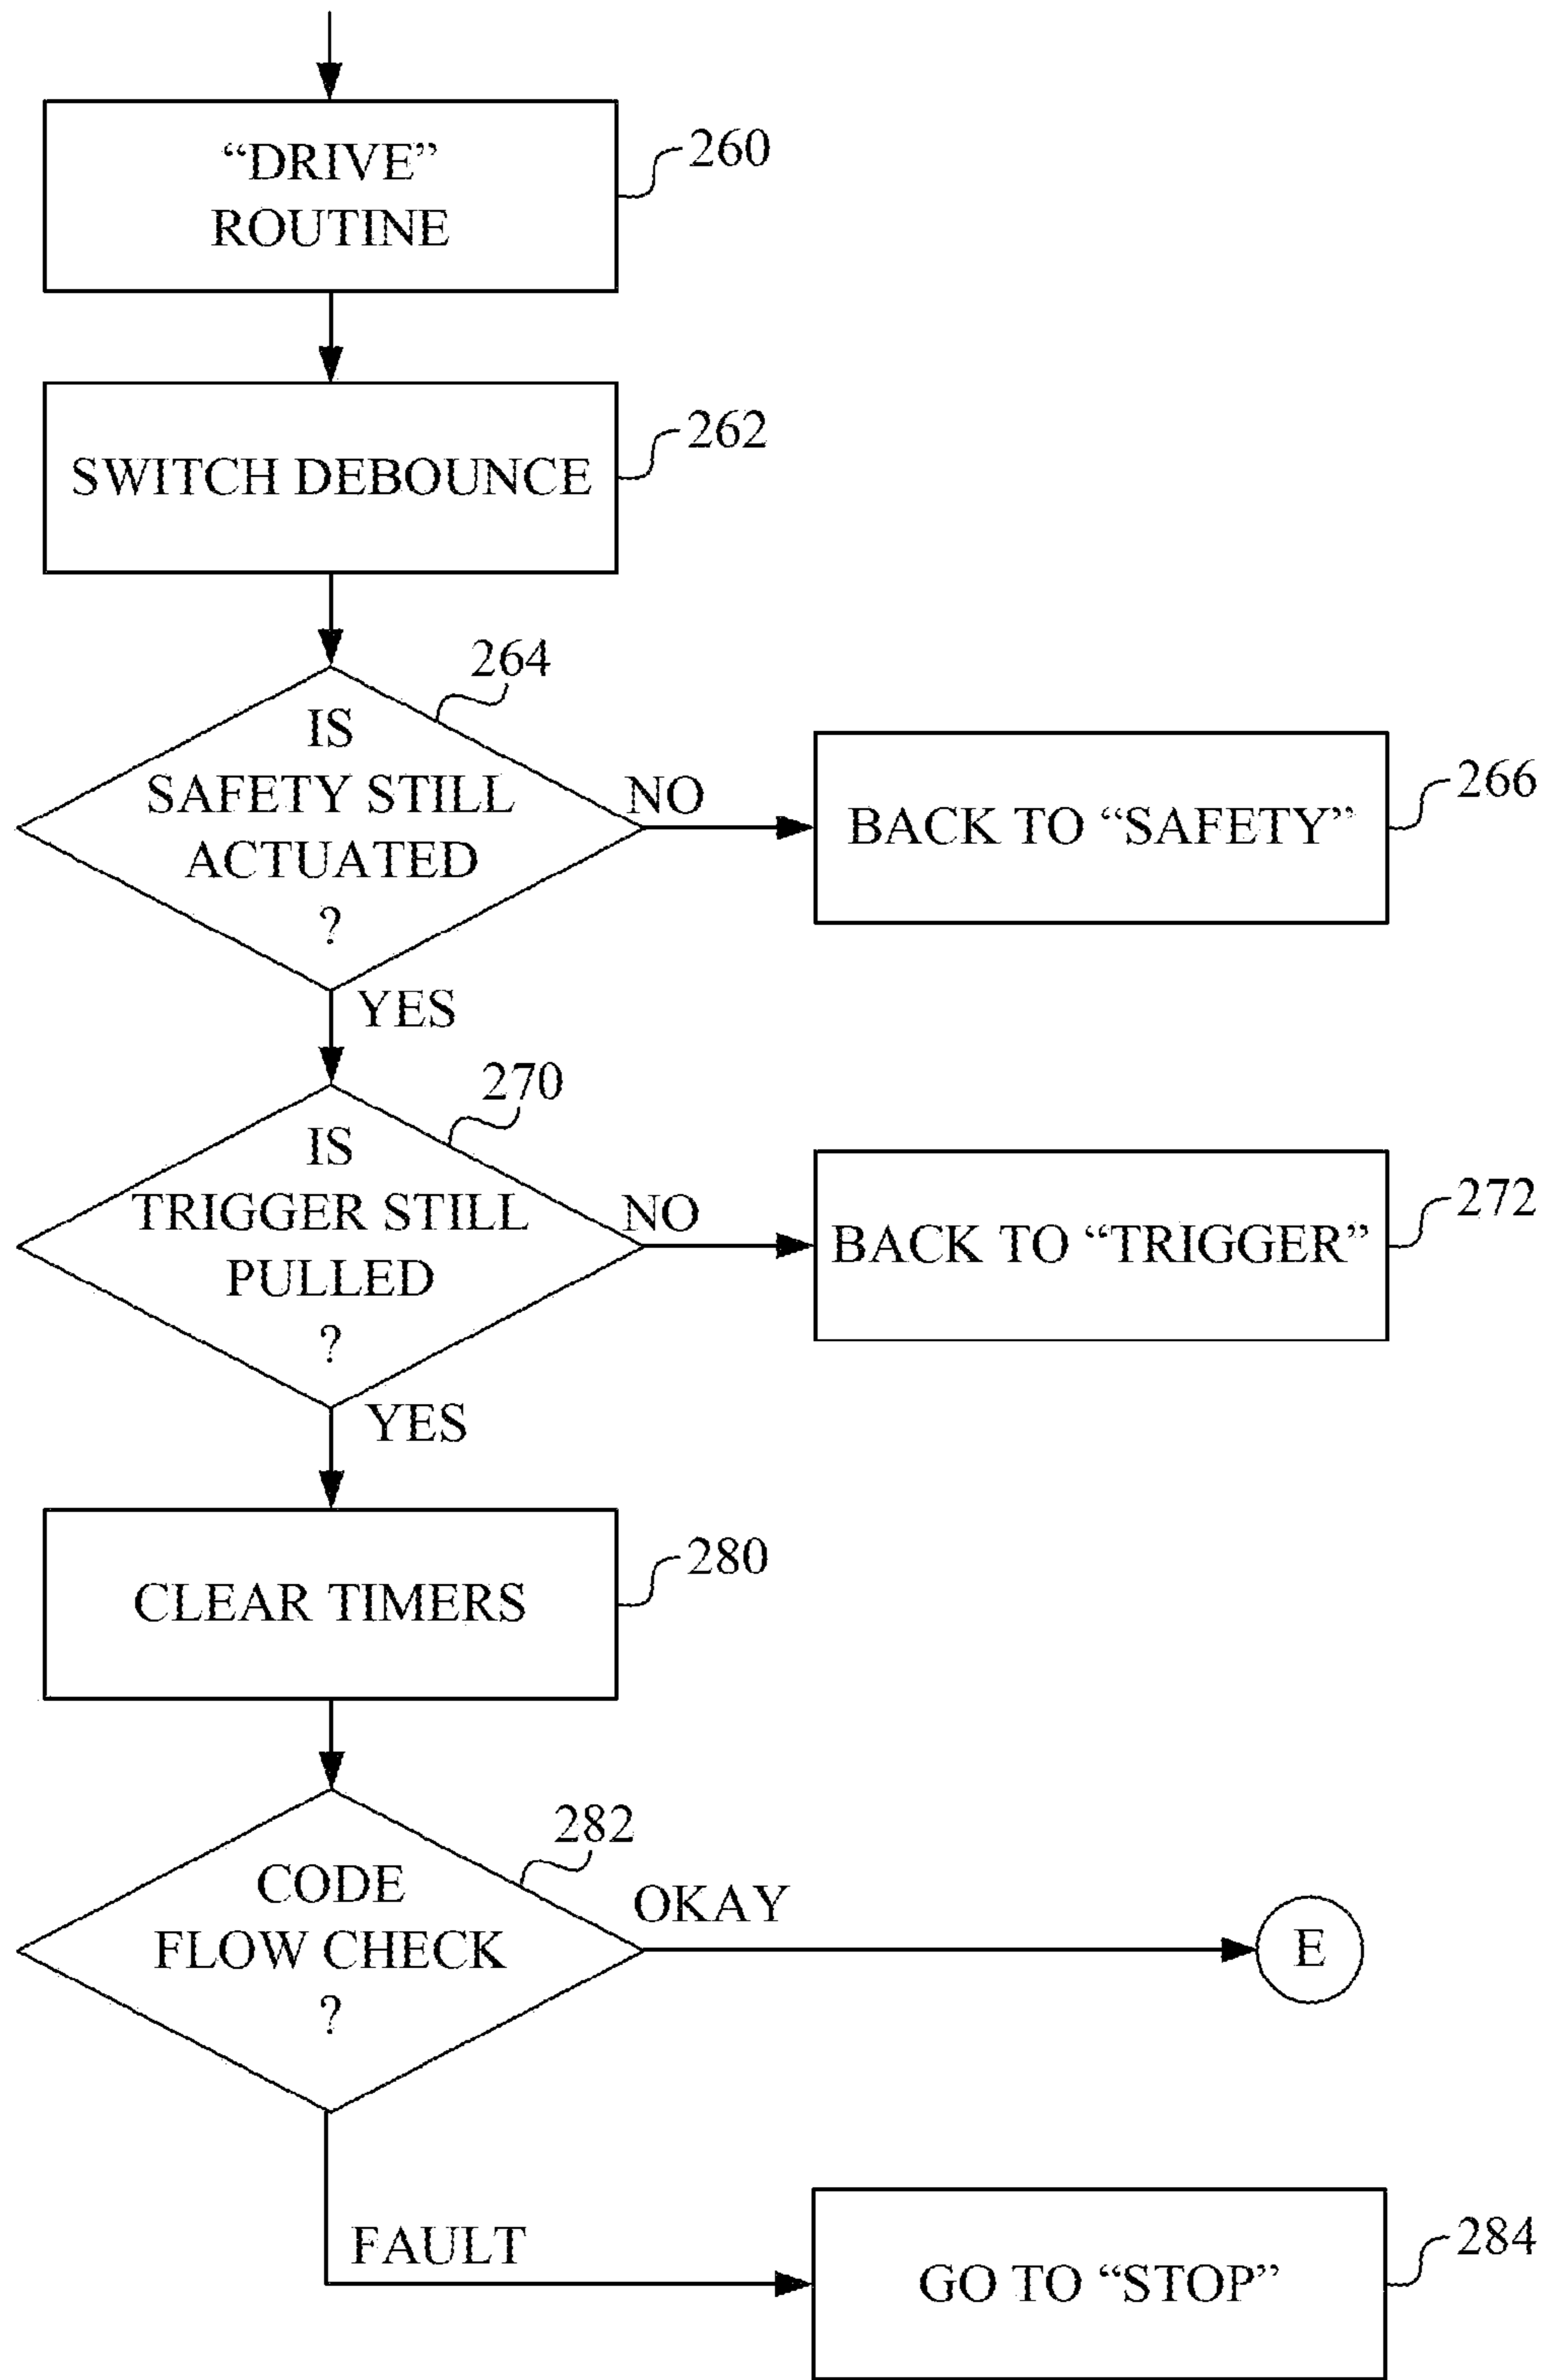 “DRIVE”
ROUTINE
260
SWITCH DEBOUNCE
262
264
IS
SAFETY STILL
ACTUATED
?
NO
BACK TO “SAFETY”
266
YES
270
IS
TRIGGER STILL
PULLED
?
NO
BACK TO “TRIGGER”
272
YES
CLEAR TIMERS
280
282
CODE
FLOW CHECK
?
OKAY
E
FAULT
GO TO “STOP”
284